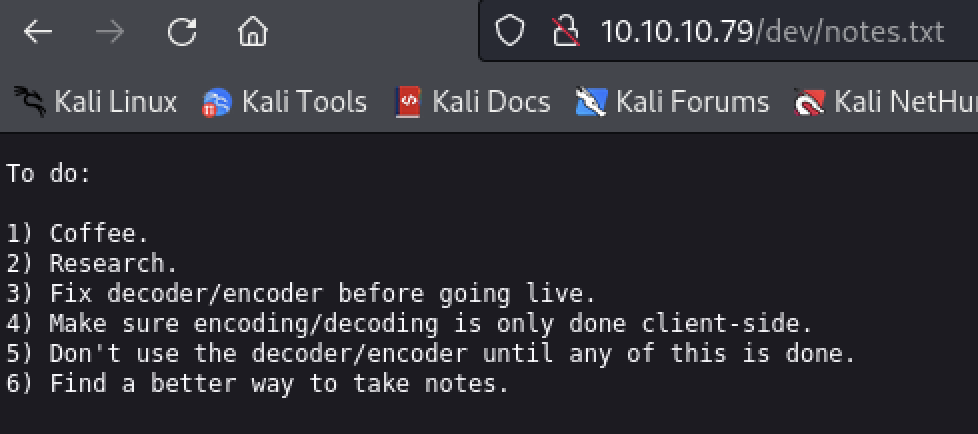 10.10.10.79/dev/notes.txt
Kali Linux Kali Tools Kali Docs Kali Forums Kali NetHu
To do:
1) Coffee.
2) Research.
3) Fix decoder/encoder before going live.
4) Make sure encoding/decoding is only done client-side.
5) Don't use the decoder/encoder until any of this is done.
6) Find a better way to take notes.